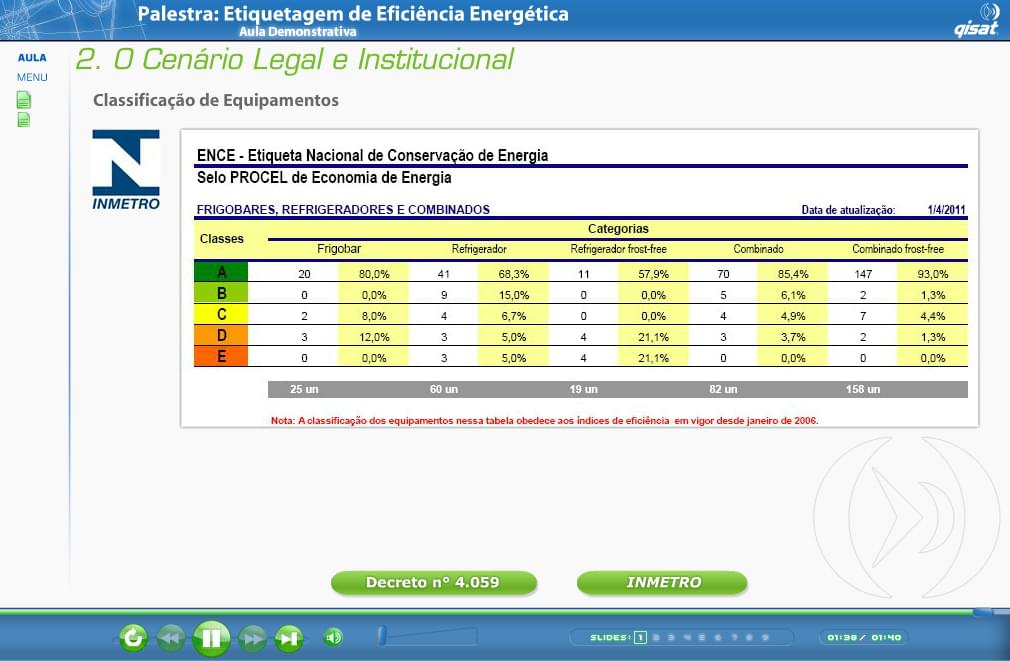 Palestra: Etiquetagem de Eficiência Energética
Aula Demonstrativa
qisat
AULA
MENU
2. O Cenário Legal e Institucional
Classificação de Equipamentos
INMETRO
ENCE - Etiqueta Nacional de Conservação de Energia
Selo PROCEL de Economia de Energia
FRIGOBARES, REFRIGERADORES E COMBINADOS Data de atualização: 1/4/2011
Classes Categorias
Frigobar Refrigerador Refrigerador frost-free Combinado Combinado frost-free
A 20 80,0% 41 68,3% 11 57,9% 70 85,4% 147 93,0%
B 0 0,0% 9 15,0% 0 0,0% 5 6,1% 2 1,3%
C 2 8,0% 4 6,7% 0 0,0% 4 4,9% 7 4,4%
D 3 12,0% 3 5,0% 4 21,1% 3 3,7% 2 1,3%
E 0 0,0% 3 5,0% 4 21,1% 0 0,0% 0 0,0%
25 un 60 un 19 un 82 un 158 un
Nota: A classificação dos equipamentos nessa tabela obedece aos índices de eficiência em vigor desde janeiro de 2006.
Decreto n° 4.059 INMETRO
SLIDES: 1 2 3 4 5 6 7 8 9 01:38 / 01:40